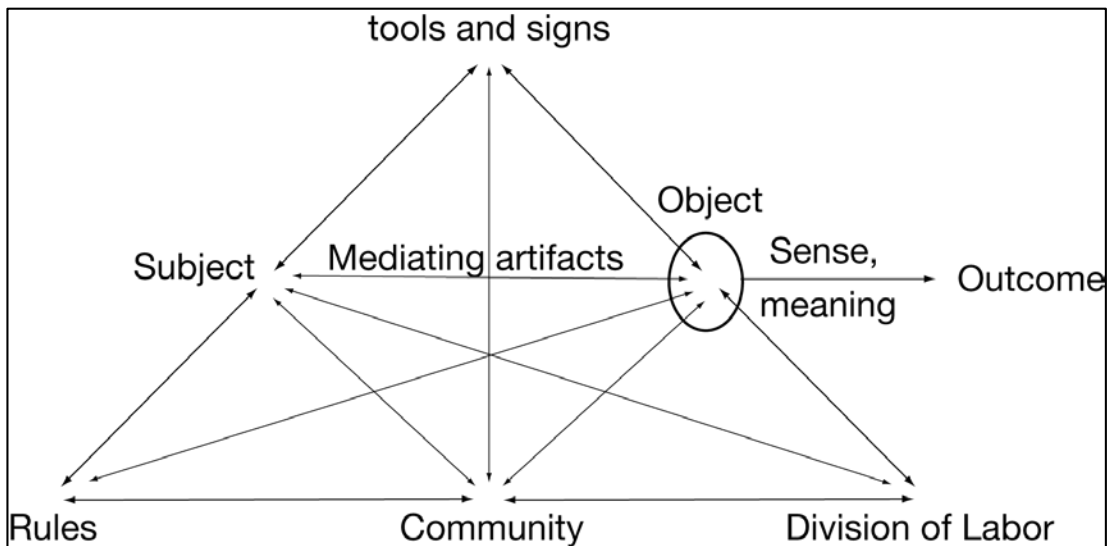 tools and signs
Object
Subject
Mediating artifacts
Sense,
meaning
Outcome
Rules
Community
Division of Labor